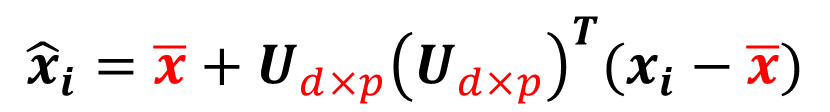 x̂ᵢ = x̄ + U_{d×p}(U_{d×p})^T(xᵢ − x̄)